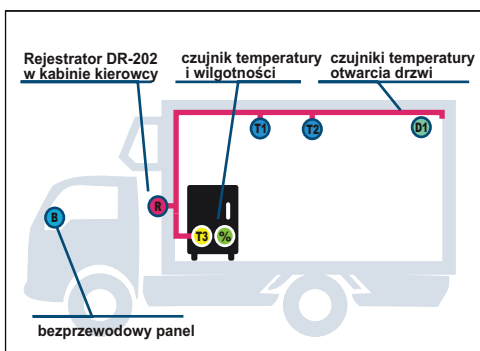 Rejestrator DR-202
w kabinie kierowcy
czujnik temperatury
i wilgotności
czujniki temperatury
otwarcia drzwi
T1
T2
D1
B
R
T3
%
bezprzewodowy panel